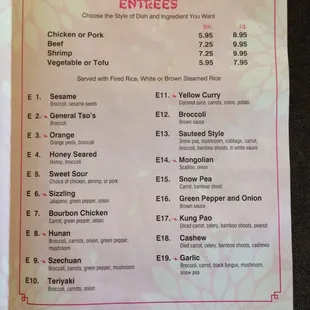 ENTREES
Choose the Style of Dish and Ingredient You Want
Sm. Lg.
Chicken or Pork 5.95 8.95
Beef 7.25 9.95
Shrimp 7.25 9.95
Vegetable or Tofu 5.95 7.95
Served with Fired Rice, White or Brown Steamed Rice
E 1. Sesame
Broccoli, sesame seeds
E 2. General Tso's
Broccoli
E 3. Orange
Orange peels, broccoli
E 4. Honey Seared
Honey, broccoli
E 5. Sweet Sour
Choice of chicken, shrimp, or pork
E 6. Sizzling
Jalapeno, green pepper, onion
E 7. Bourbon Chicken
Carrot, green pepper, onion
E 8. Hunan
Broccoli, carrots, onion, green pepper,
mushroom
E 9. Szechuan
Broccoli, carrots, green pepper, mushroom
E10. Teriyaki
Broccoli, carrots, onion
E11. Yellow Curry
Coconut juice, carrots, onion, potato
E12. Broccoli
Brown sauce
E13. Sauteed Style
Snow pea, mushroom, cabbage, carrot,
broccoli, bamboo shoots, in white sauce
E14. Mongolian
Scallion, onion
E15. Snow Pea
Carrot, bamboo shoot
E16. Green Pepper and Onion
Brown sauce
E17. Kung Pao
Diced carrot, celery, bamboo shoots, peanut
E18. Cashew
Diled carrot, celery, bamboo shoots, cashews
E19. Garlic
Broccoli, carrot, black fungus, mushroom,
snow pea